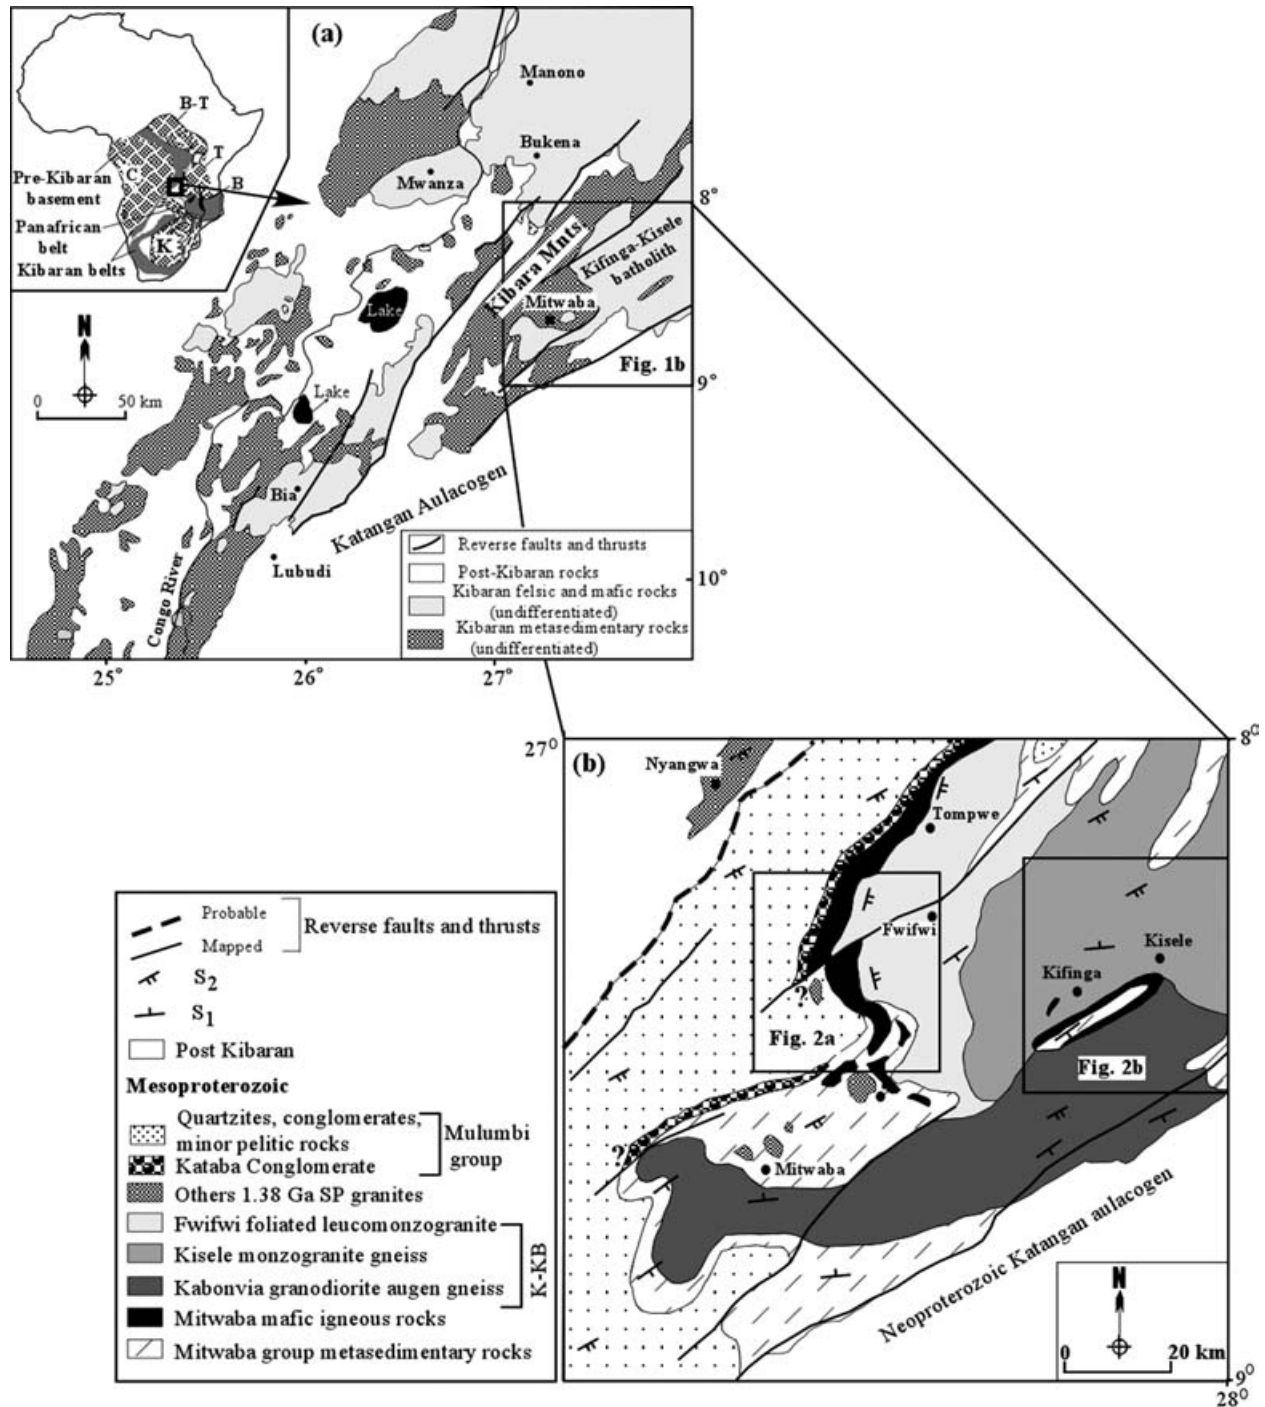 (a)
Manono
Bukena
Mwanza
B-T
T
B
C
K
Pre-Kibaran
basement
Panafrican
belt
Kibaran belts
8°
Kibara Mnts
Kifinga-Kisele
batholith
Mitwaba
Lake
Fig. 1b
N
0 50 km
9°
Lake
Bia
Katangan Aulacogen
Lubudi
Congo River
Reverse faults and thrusts
Post-Kibaran rocks
Kibaran felsic and mafic rocks
(undifferentiated)
Kibaran metasedimentary rocks
(undifferentiated)
10°
25°
26°
27°
27°
8°
(b)
Nyangwa
Tompwe
Fwifwi
Kisele
Kifinga
?
Fig. 2a
Fig. 2b
?
Mitwaba
Neoproterozoic Katangan aulacogen
N
0 20 km
9°
28°
Probable
Mapped
Reverse faults and thrusts
S2
S1
Post Kibaran
Mesoproterozoic
Quartzites, conglomerates,
minor pelitic rocks
Kataba Conglomerate
Mulumbi
group
Others 1.38 Ga SP granites
Fwifwi foliated leucomonzogranite
Kisele monzogranite gneiss
Kabonvia granodiorite augen gneiss
K-KB
Mitwaba mafic igneous rocks
Mitwaba group metasedimentary rocks